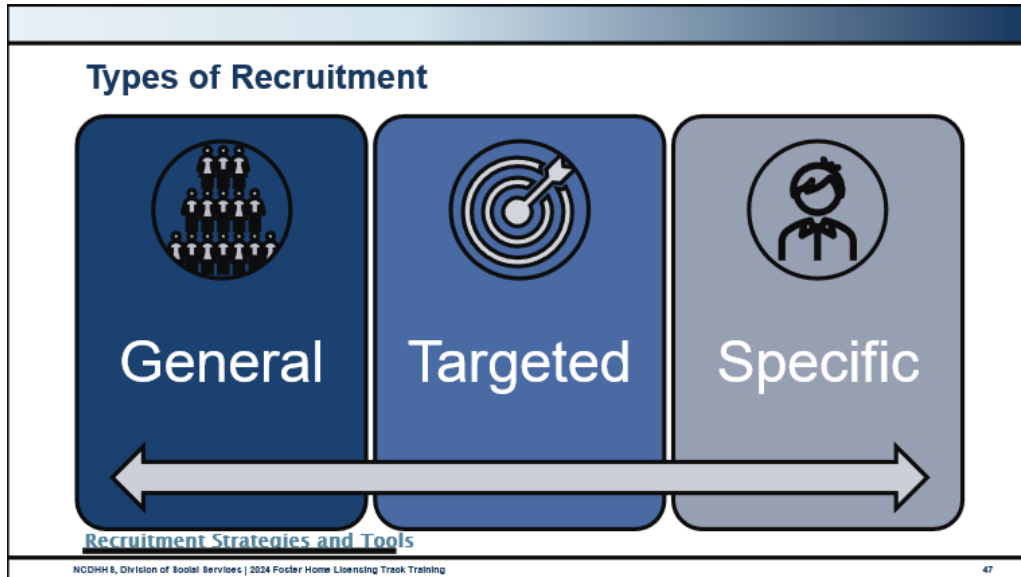 Types of Recruitment
General
Targeted
Specific
Recruitment Strategies and Tools
NCDHHS, Division of Social Services | 2024 Foster Home Licensing Track Training
47